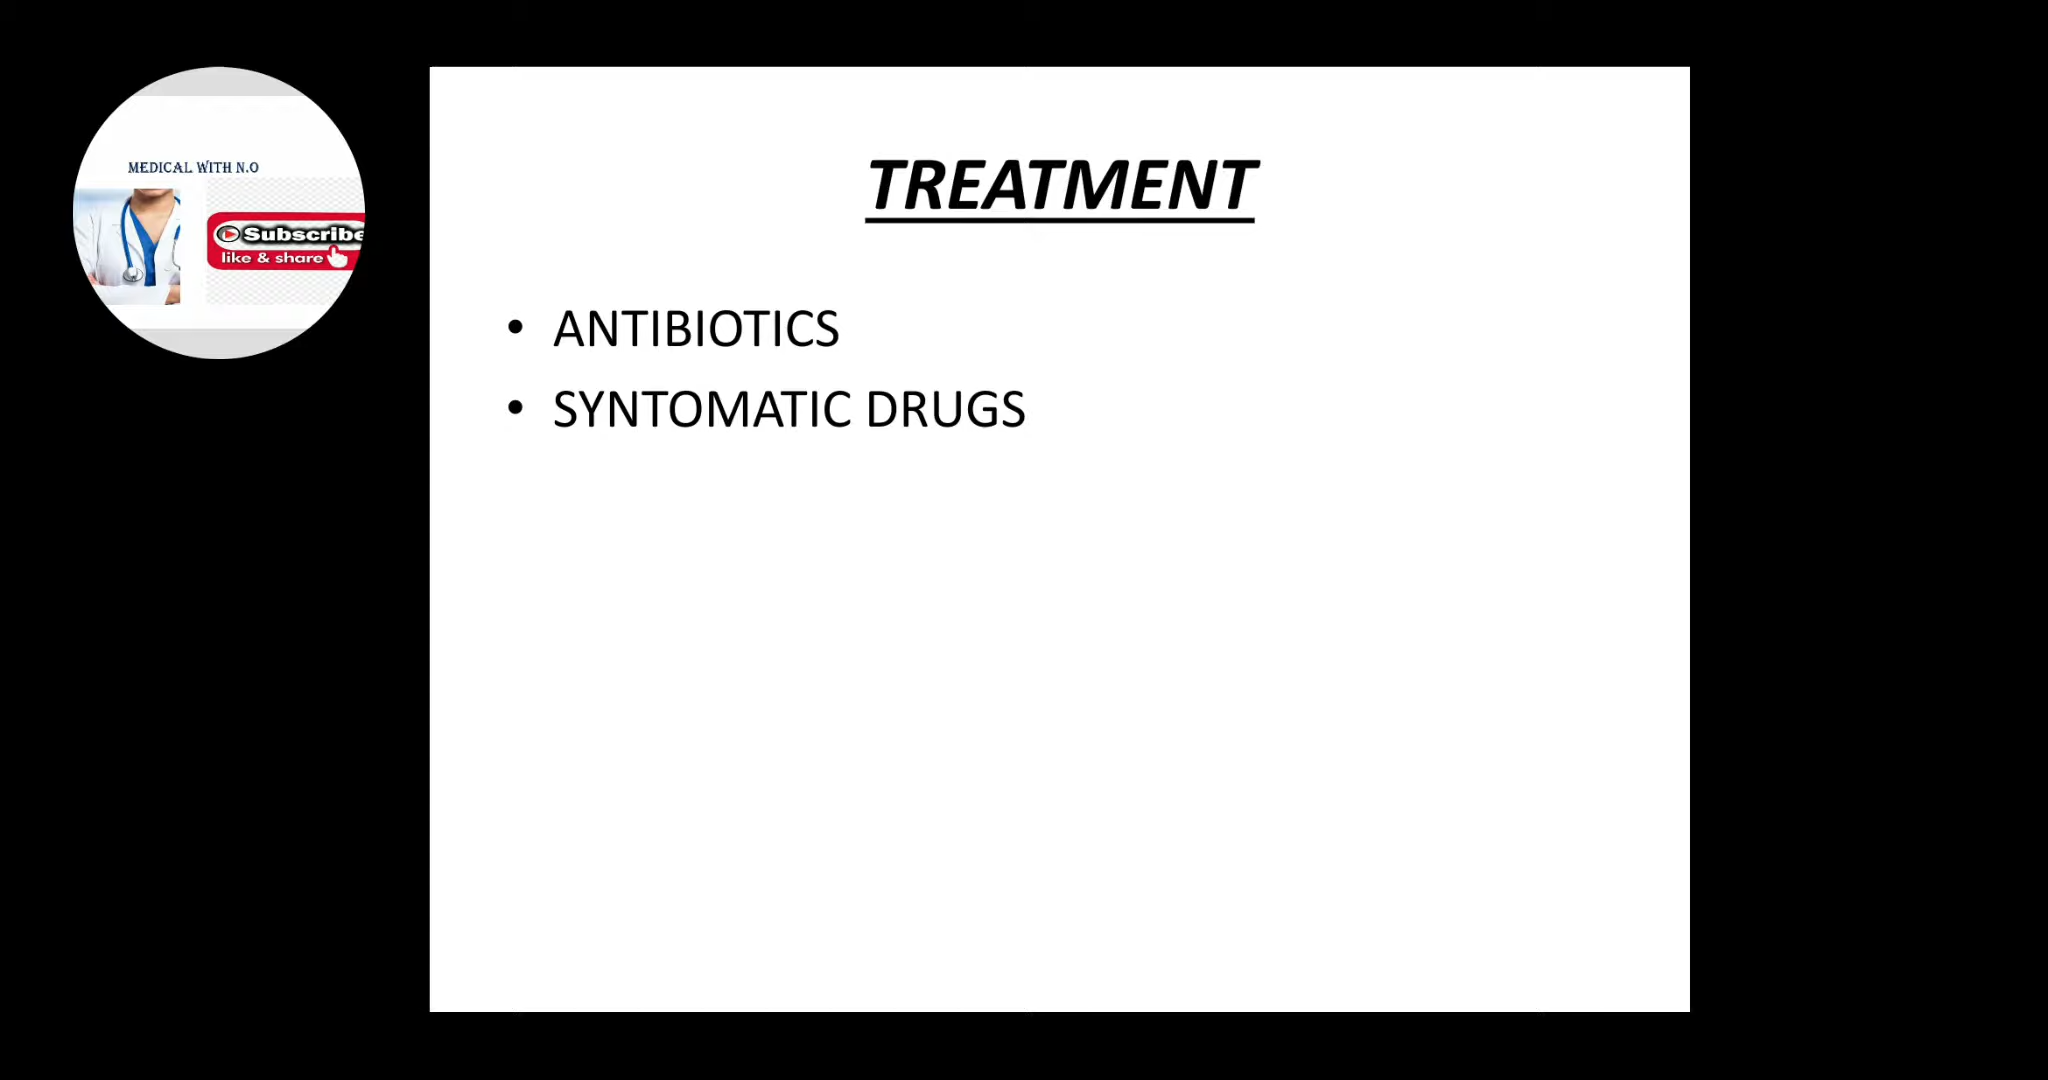 MEDICAL WITH N.O
Subscribe
like & share
TREATMENT
• ANTIBIOTICS
• SYNTOMATIC DRUGS